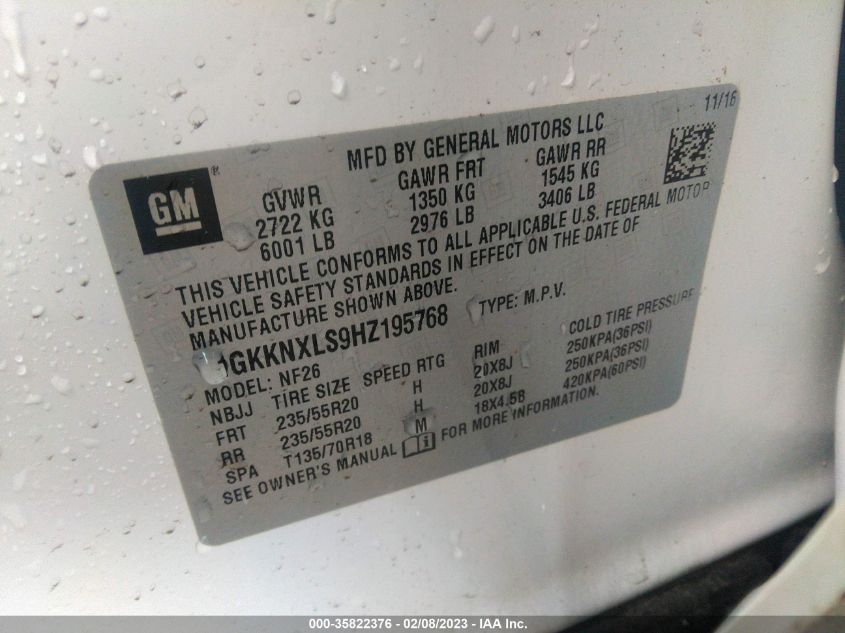 11/16
MFD BY GENERAL MOTORS LLC
GM®
GVWR GAWR FRT GAWR RR
2722 KG 1350 KG 1545 KG
6001 LB 2976 LB 3406 LB
THIS VEHICLE CONFORMS TO ALL APPLICABLE U.S. FEDERAL MOTOR
VEHICLE SAFETY STANDARDS IN EFFECT ON THE DATE OF
MANUFACTURE SHOWN ABOVE.
1GKKNXLS9HZ195768 TYPE: M.P.V.
MODEL: NF26
NBJJ TIRE SIZE SPEED RTG RIM COLD TIRE PRESSURE
FRT 235/55R20 H 20X8J 250KPA(36PSI)
RR 235/55R20 H 20X8J 250KPA(36PSI)
SPA T135/70R18 M 18X4.5B 420KPA(60PSI)
SEE OWNER'S MANUAL FOR MORE INFORMATION.
000-35822376 - 02/08/2023 - IAAI Inc.